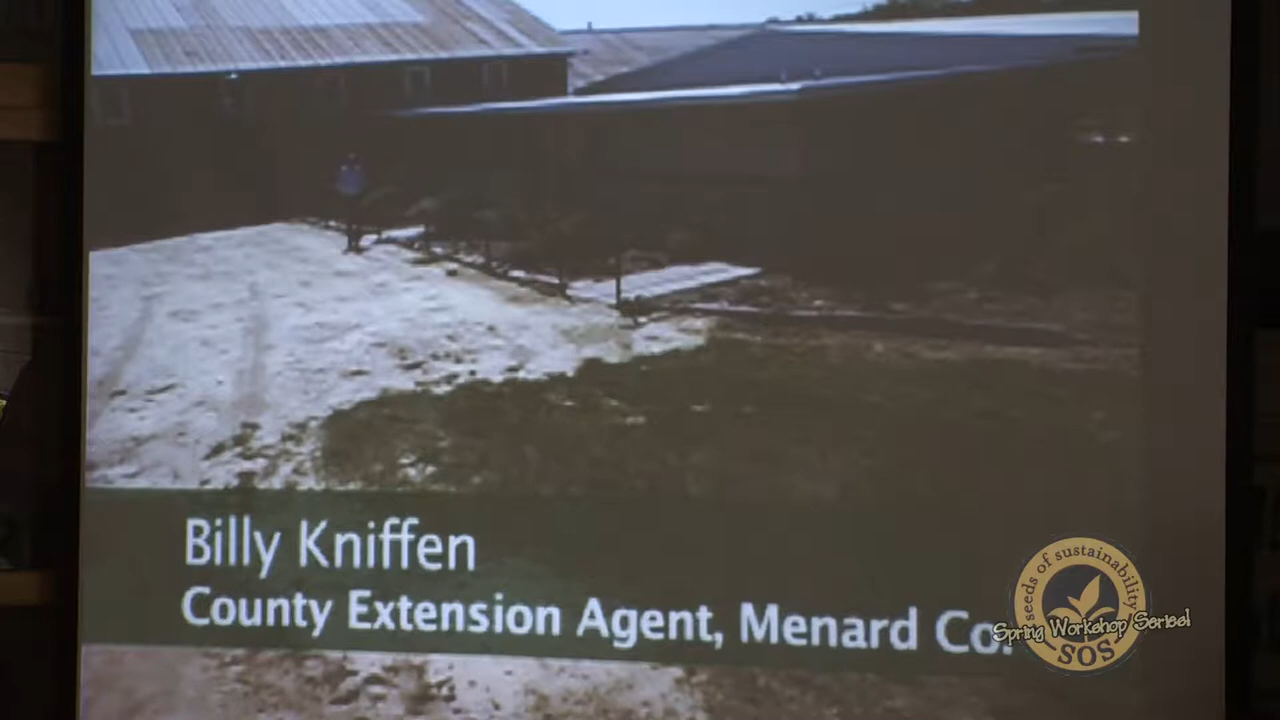 Billy Kniffen
County Extension Agent, Menard Co.
seeds of sustainability
Spring Workshop Series!
SOS